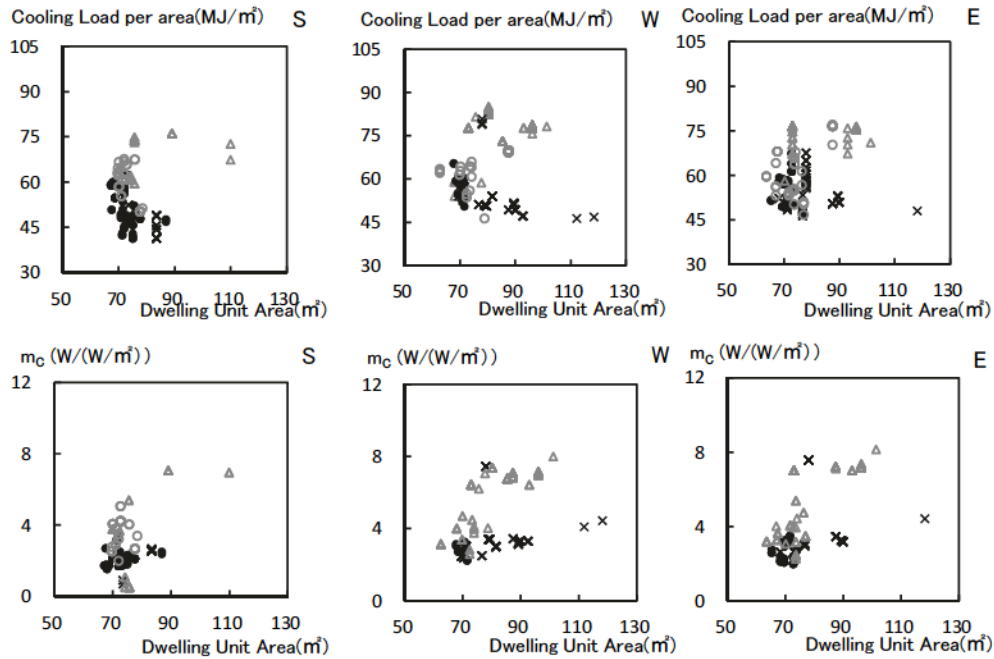 Cooling Load per area(MJ/㎡) S
105
90
75
60
45
30
50 70 90 110 130
Dwelling Unit Area(㎡)
Cooling Load per area(MJ/㎡) W
105
90
75
60
45
30
50 70 90 110 130
Dwelling Unit Area(㎡)
Cooling Load per area(MJ/㎡) E
105
90
75
60
45
30
50 70 90 110 130
Dwelling Unit Area(㎡)
mC (W/(W/㎡)) S
12
8
4
0
50 70 90 110 130
Dwelling Unit Area(㎡)
mC (W/(W/㎡)) W
12
8
4
0
50 70 90 110 130
Dwelling Unit Area(㎡)
mC (W/(W/㎡)) E
12
8
4
0
50 70 90 110 130
Dwelling Unit Area(㎡)